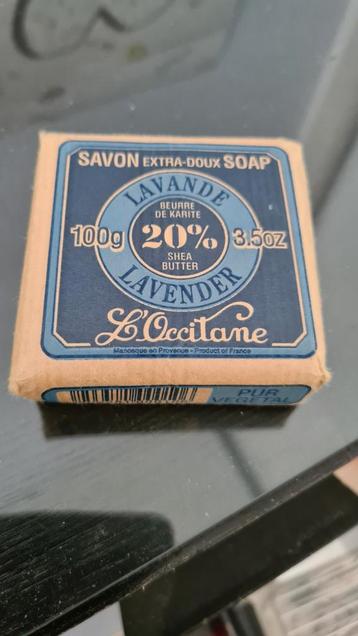 SAVON EXTRA-DOUX SOAP
LAVANDE
BEURRE
DE KARITE
100g 20% 3.5oz
SHEA
BUTTER
LAVENDER
L'Occitane
Manosque en Provence - Product of France
PUR
VEGETAL